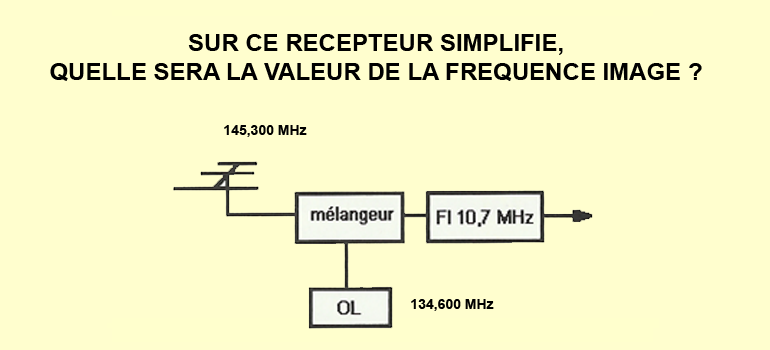 SUR CE RECEPTEUR SIMPLIFIE,
QUELLE SERA LA VALEUR DE LA FREQUENCE IMAGE ?
145,300 MHz
mélangeur
FI 10,7 MHz
OL
134,600 MHz